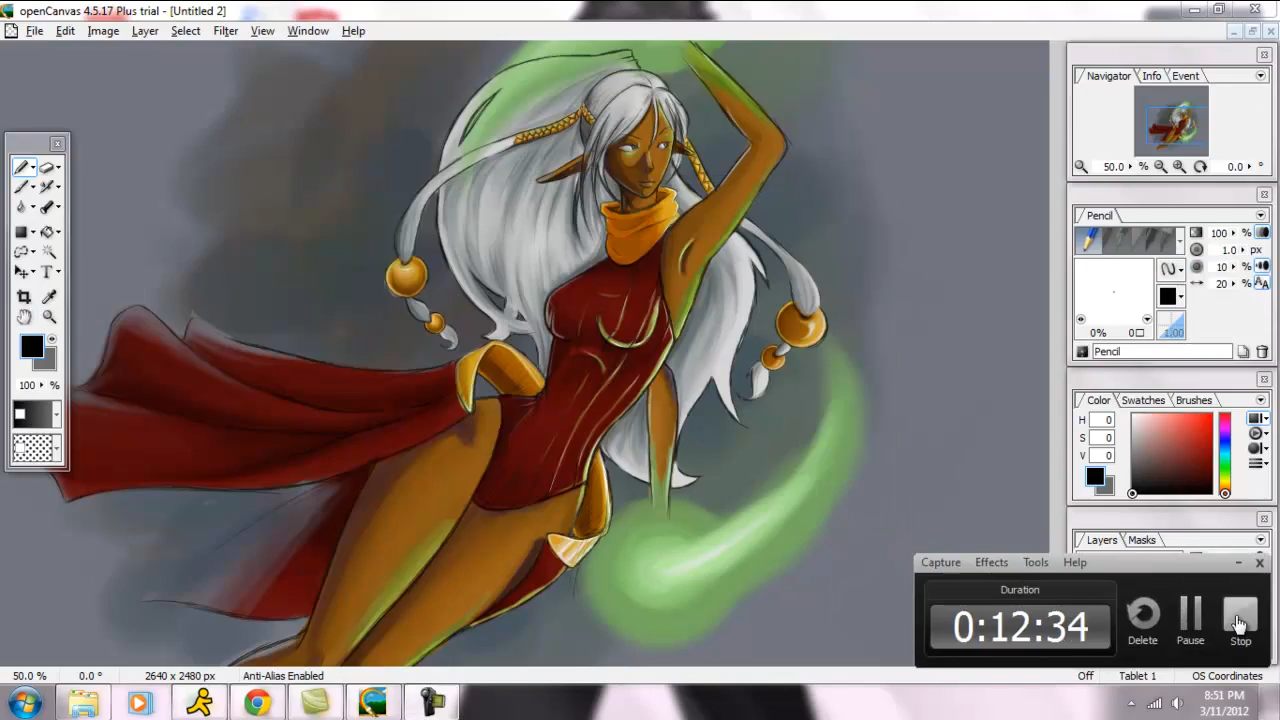 openCanvas 4.5.17 Plus trial - [Untitled 2]
File Edit Image Layer Select Filter View Window Help
Navigator Info Event
50.0 % 0.0 °
Pencil
100 %
1.0 px
10 %
20 %
0% 0□ 1.00
Pencil
Color Swatches Brushes
H 0
S 0
V 0
100 %
Layers Masks
Capture Effects Tools Help
Duration
0:12:34
Delete Pause Stop
50.0 % 0.0 ° 2640 x 2480 px Anti-Alias Enabled Off Tablet 1 OS Coordinates
8:51 PM
3/11/2012